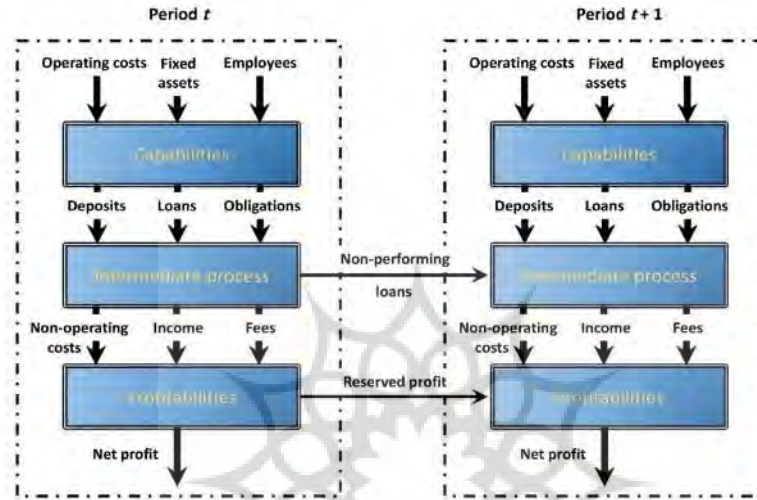 Period t
Period t + 1
Operating costs
Fixed assets
Employees
Operating costs
Fixed assets
Employees
Capabilities
Capabilities
Deposits
Loans
Obligations
Deposits
Loans
Obligations
Intermediate process
Non-performing loans
Intermediate process
Non-operating costs
Income
Fees
Non-operating costs
Income
Fees
Profitabilities
Reserved profit
Profitabilities
Net profit
Net profit